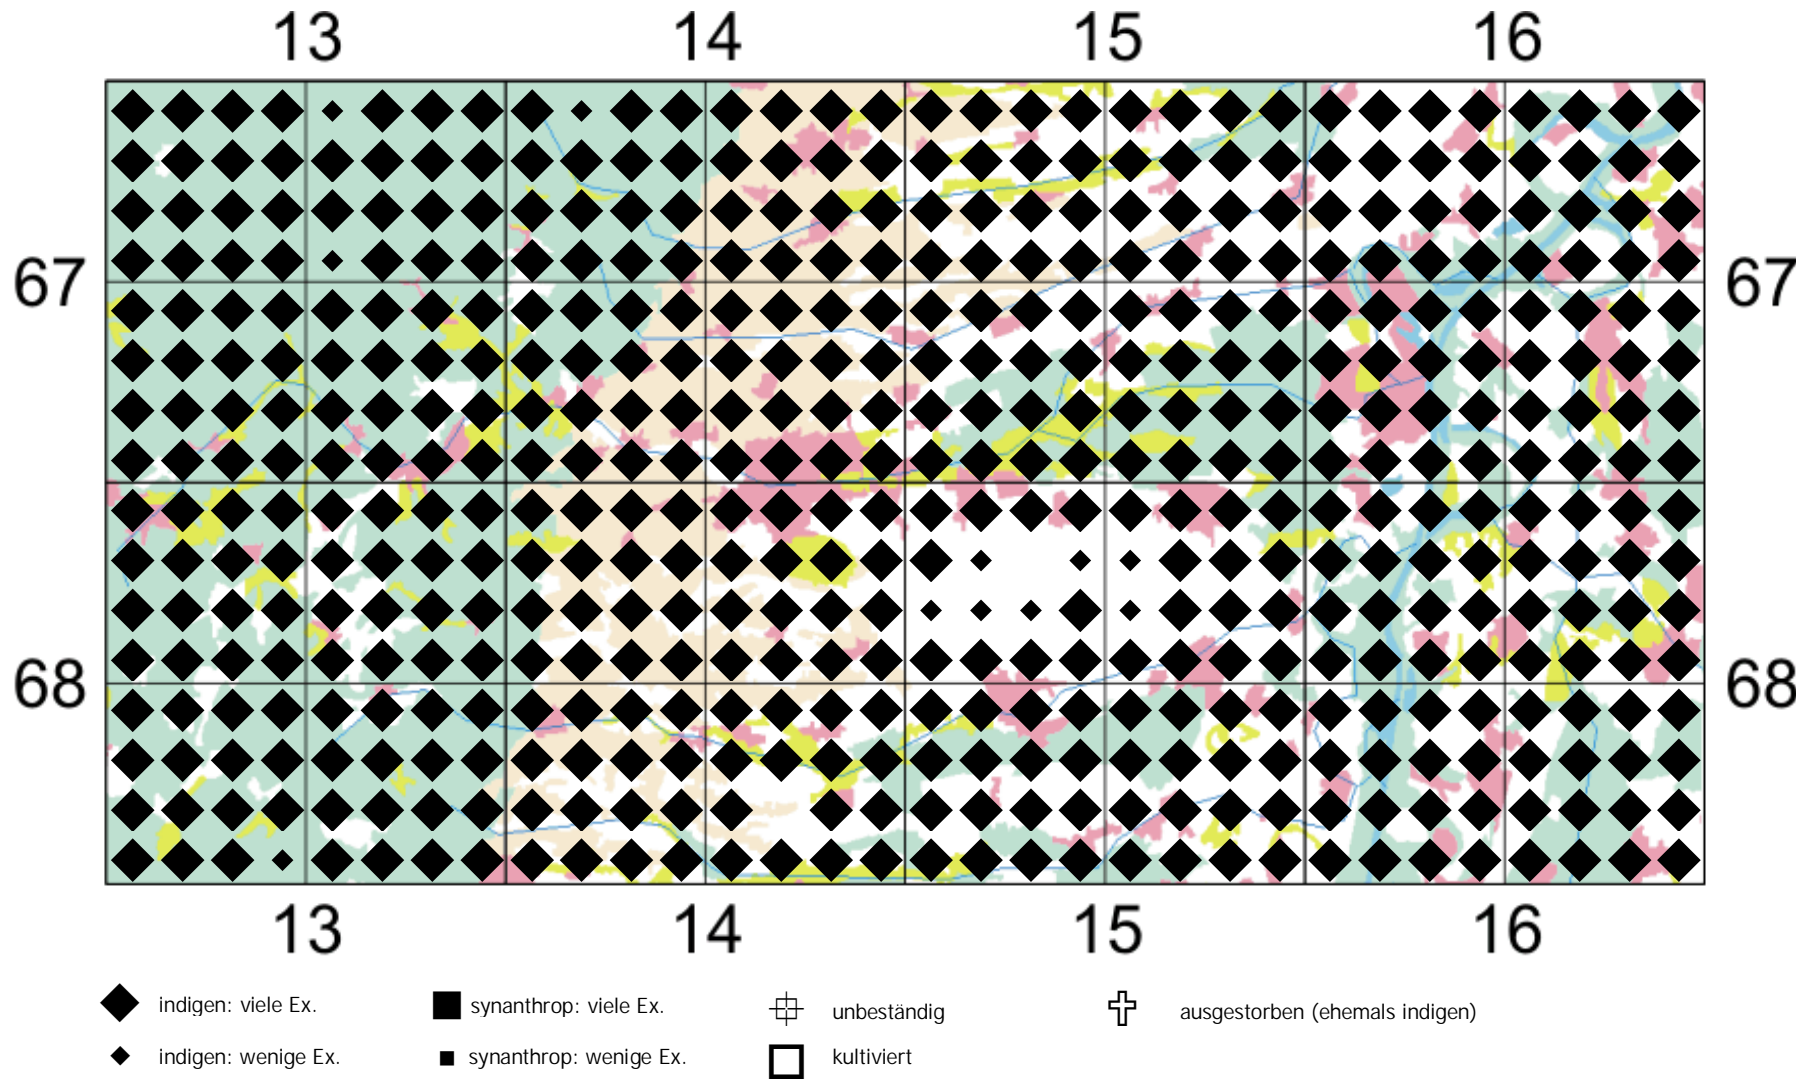 13 14 15 16
67 67
68 68
13 14 15 16
indigen: viele Ex. synanthrop: viele Ex. unbeständig ausgestorben (ehemals indigen)
indigen: wenige Ex. synanthrop: wenige Ex. kultiviert